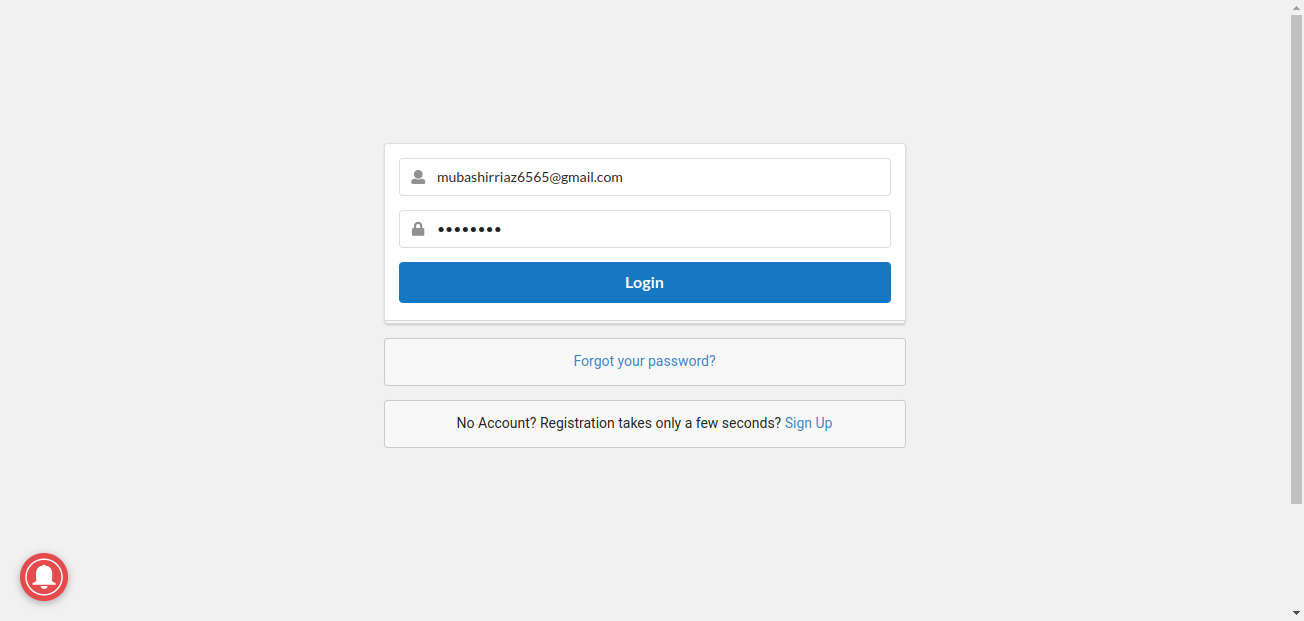 mubashirriaz6565@gmail.com
••••••••
Login
Forgot your password?
No Account? Registration takes only a few seconds? Sign Up